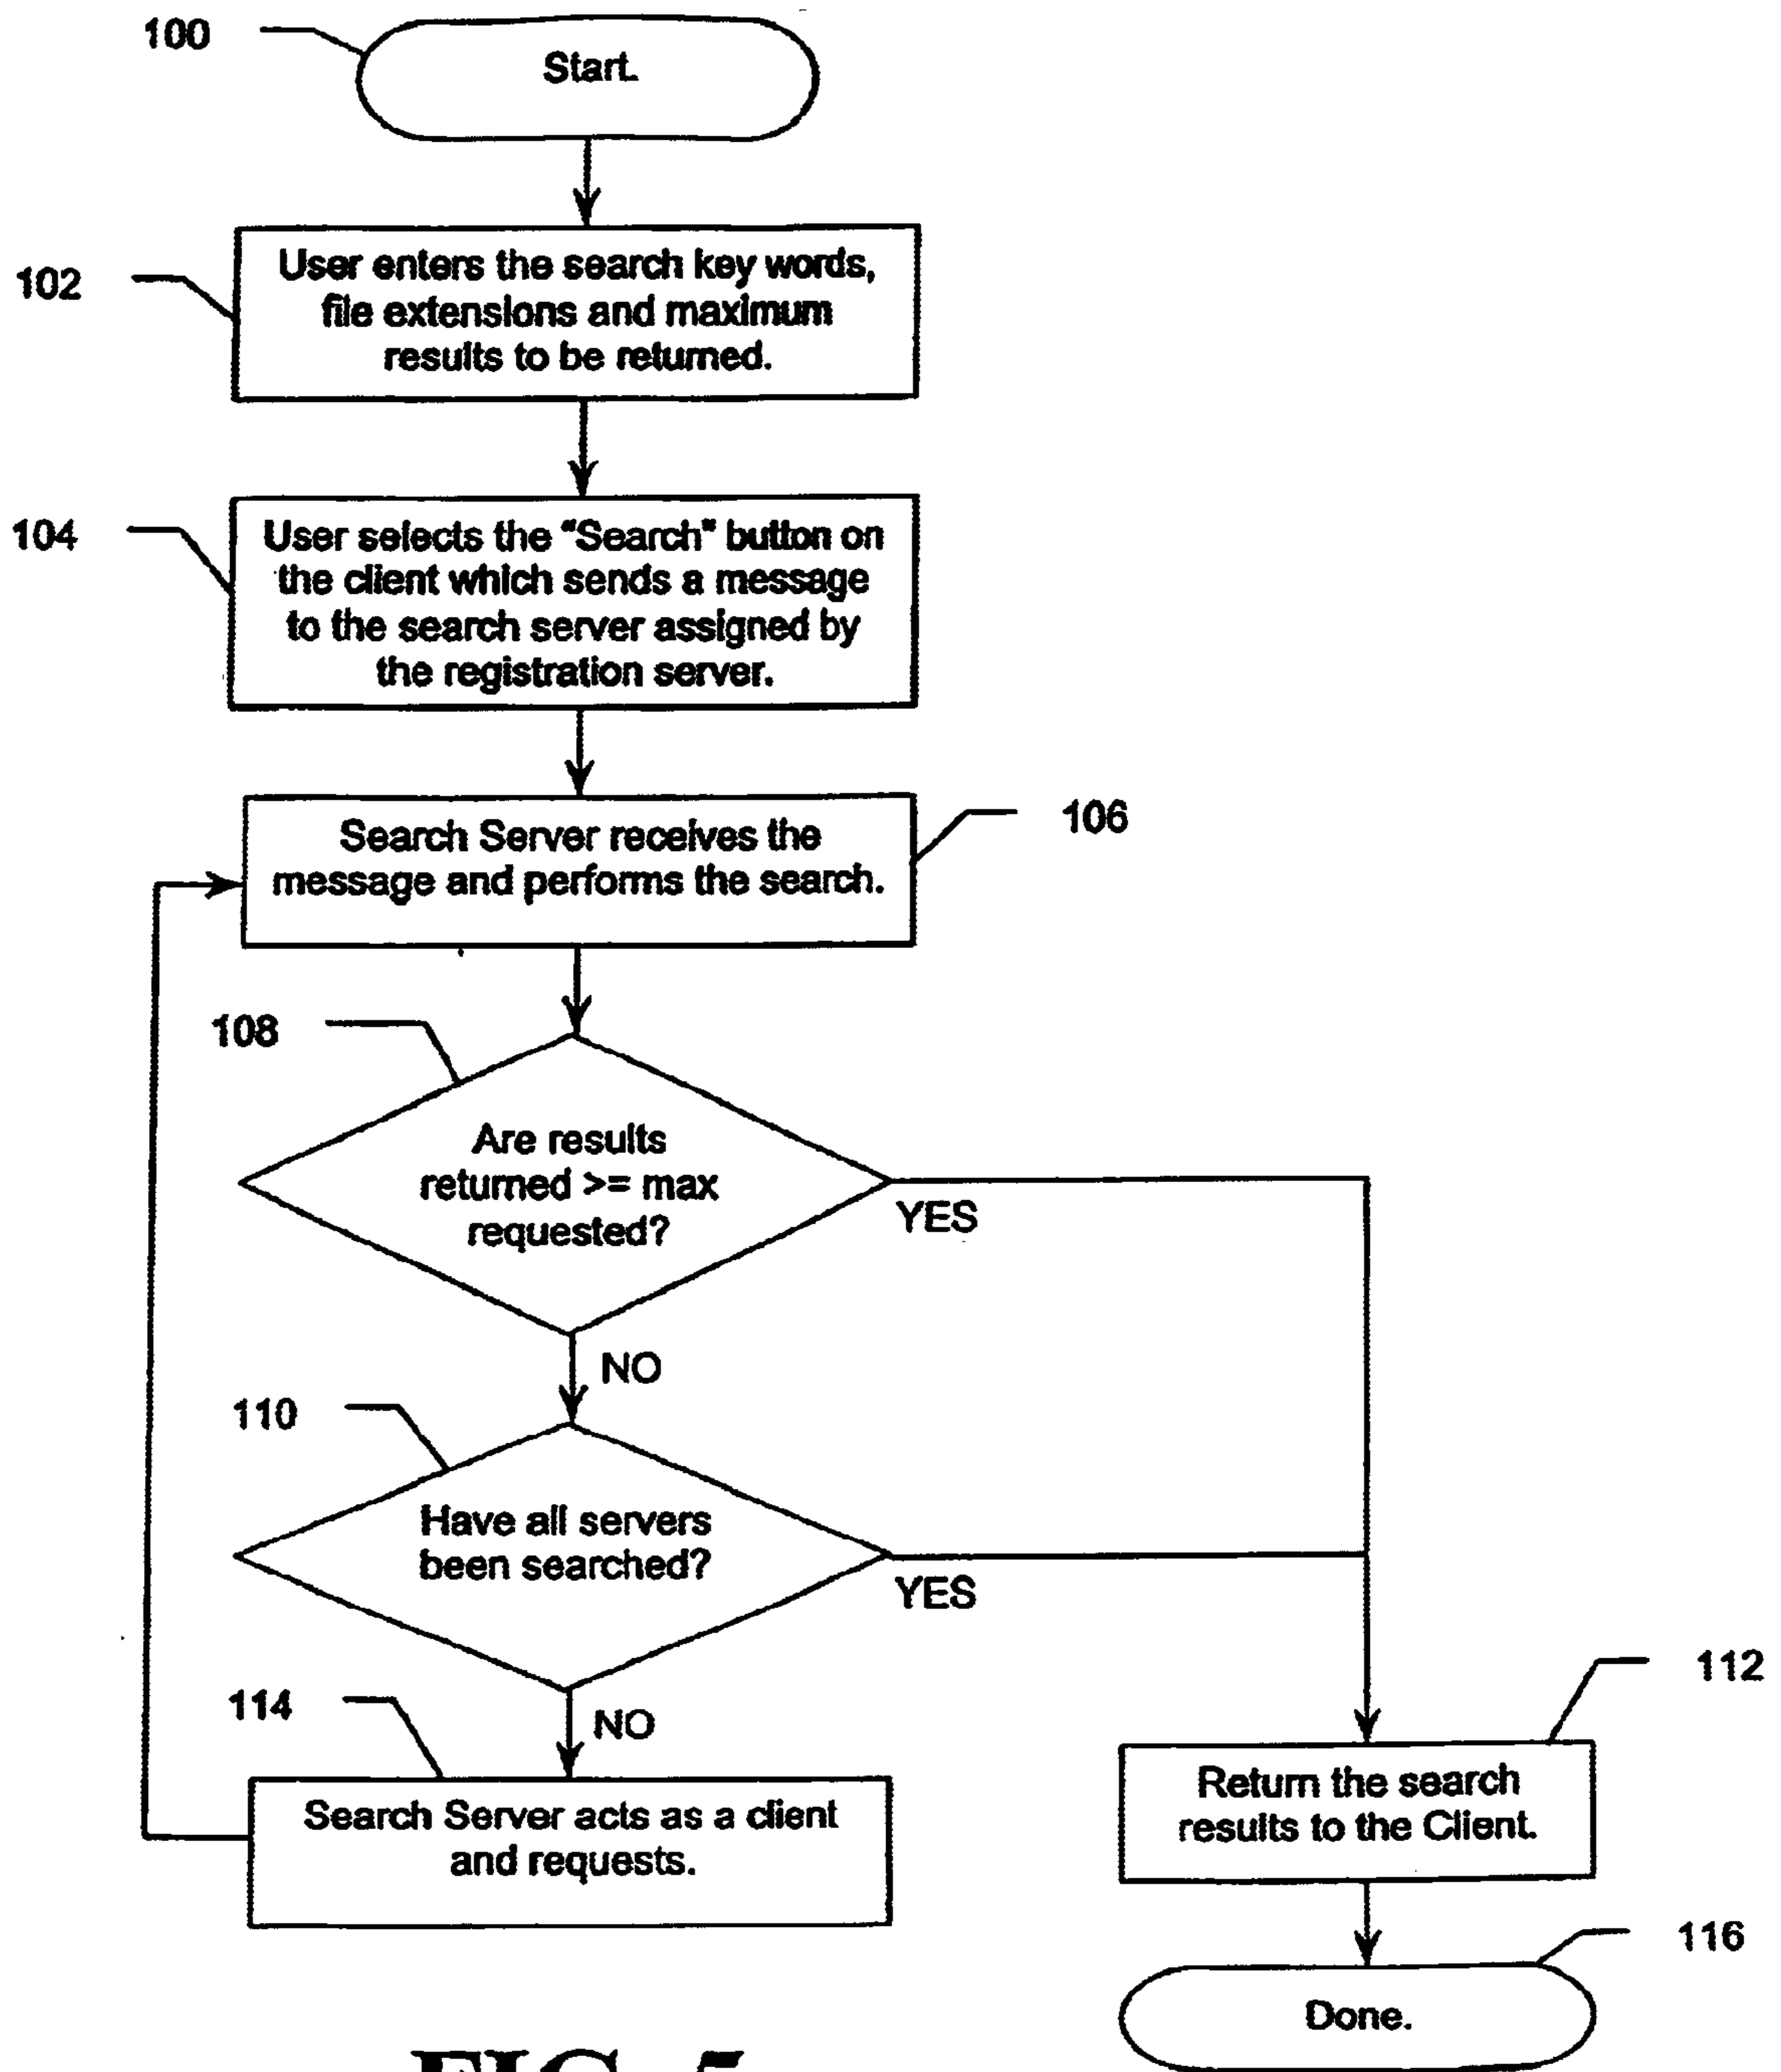 100
Start.
102
User enters the search key words,
file extensions and maximum
results to be returned.
104
User selects the "Search" button on
the client which sends a message
to the search server assigned by
the registration server.
106
Search Server receives the
message and performs the search.
108
Are results
returned >= max
requested?
YES
NO
110
Have all servers
been searched?
YES
NO
112
Return the search
results to the Client.
114
Search Server acts as a client
and requests.
116
Done.
FIG. 5